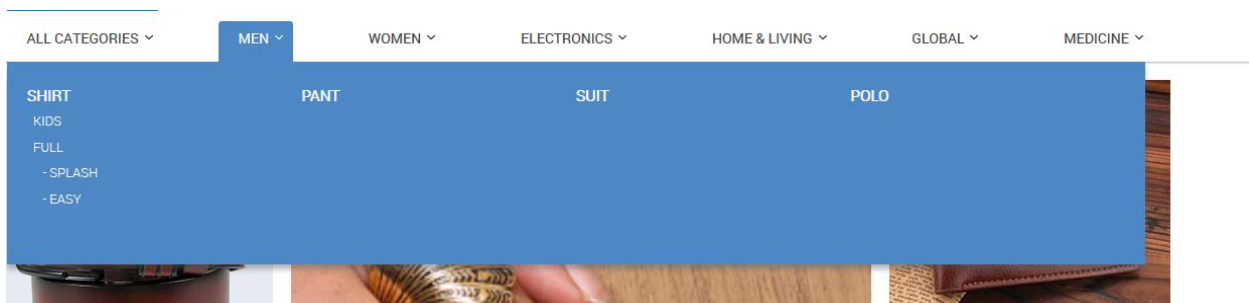 ALL CATEGORIES MEN WOMEN ELECTRONICS HOME & LIVING GLOBAL MEDICINE
SHIRT PANT SUIT POLO
KIDS
FULL
- SPLASH
- EASY